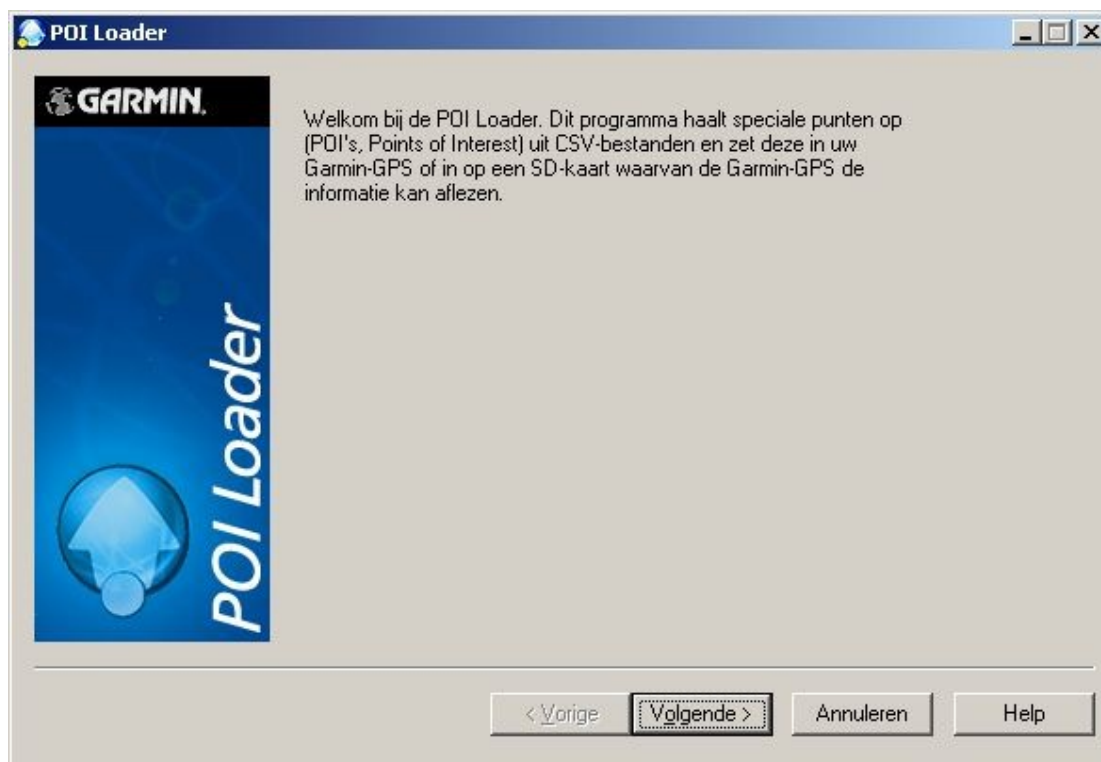 POI Loader
GARMIN.
POI Loader
Welkom bij de POI Loader. Dit programma haalt speciale punten op
(POI's, Points of Interest) uit CSV-bestanden en zet deze in uw
Garmin-GPS of in op een SD-kaart waarvan de Garmin-GPS de
informatie kan aflezen.
< Vorige
Volgende >
Annuleren
Help